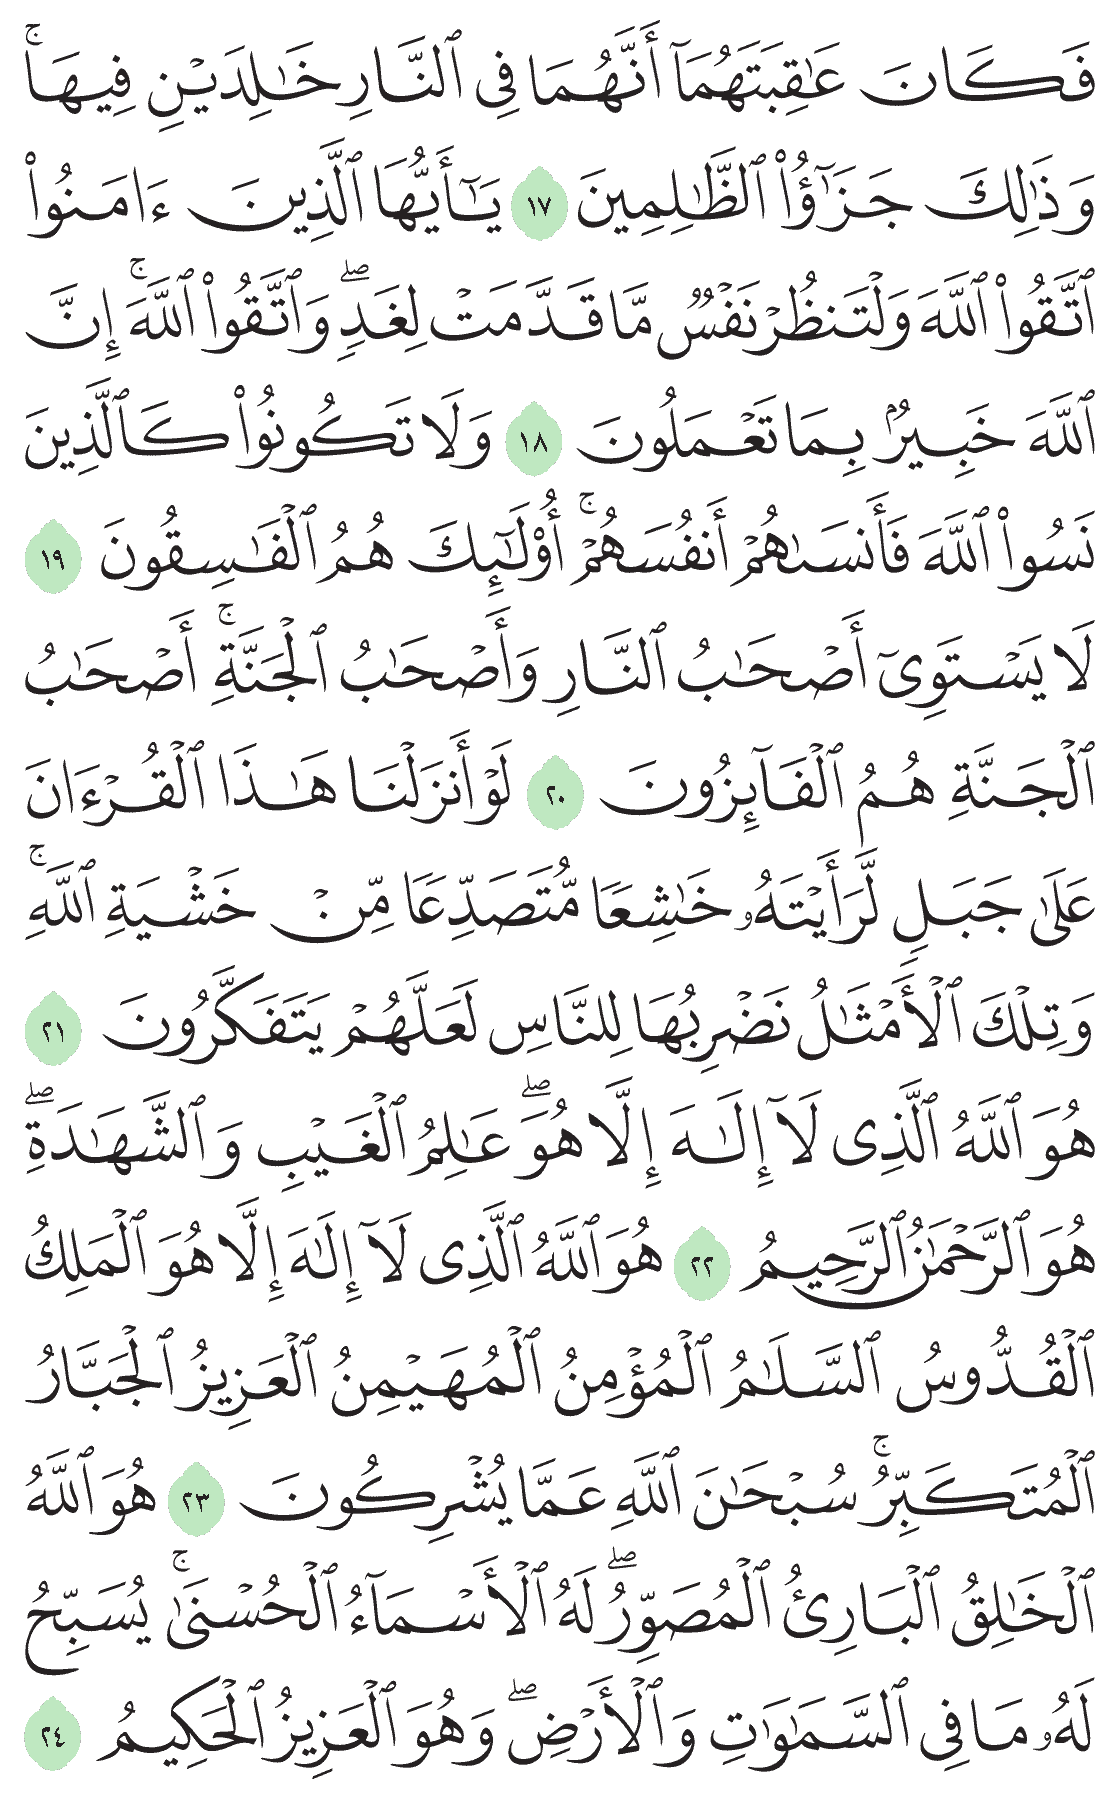 فَكَانَ عَٰقِبَتَهُمَآ أَنَّهُمَا فِى ٱلنَّارِ خَٰلِدَيْنِ فِيهَا ۚ
وَذَٰلِكَ جَزَٰٓؤُا۟ ٱلظَّٰلِمِينَ ١٧ يَٰٓأَيُّهَا ٱلَّذِينَ ءَامَنُوا۟
ٱتَّقُوا۟ ٱللَّهَ وَلْتَنظُرْ نَفْسٌ مَّا قَدَّمَتْ لِغَدٍ ۖ وَٱتَّقُوا۟ ٱللَّهَ ۚ إِنَّ
ٱللَّهَ خَبِيرٌۢ بِمَا تَعْمَلُونَ ١٨ وَلَا تَكُونُوا۟ كَٱلَّذِينَ
نَسُوا۟ ٱللَّهَ فَأَنسَىٰهُمْ أَنفُسَهُمْ ۚ أُو۟لَٰٓئِكَ هُمُ ٱلْفَٰسِقُونَ ١٩
لَا يَسْتَوِىٓ أَصْحَٰبُ ٱلنَّارِ وَأَصْحَٰبُ ٱلْجَنَّةِ ۚ أَصْحَٰبُ
ٱلْجَنَّةِ هُمُ ٱلْفَآئِزُونَ ٢٠ لَوْ أَنزَلْنَا هَٰذَا ٱلْقُرْءَانَ
عَلَىٰ جَبَلٍ لَّرَأَيْتَهُۥ خَٰشِعًا مُّتَصَدِّعًا مِّنْ خَشْيَةِ ٱللَّهِ ۚ
وَتِلْكَ ٱلْأَمْثَٰلُ نَضْرِبُهَا لِلنَّاسِ لَعَلَّهُمْ يَتَفَكَّرُونَ ٢١
هُوَ ٱللَّهُ ٱلَّذِى لَآ إِلَٰهَ إِلَّا هُوَ ۖ عَٰلِمُ ٱلْغَيْبِ وَٱلشَّهَٰدَةِ ۖ
هُوَ ٱلرَّحْمَٰنُ ٱلرَّحِيمُ ٢٢ هُوَ ٱللَّهُ ٱلَّذِى لَآ إِلَٰهَ إِلَّا هُوَ ٱلْمَلِكُ
ٱلْقُدُّوسُ ٱلسَّلَٰمُ ٱلْمُؤْمِنُ ٱلْمُهَيْمِنُ ٱلْعَزِيزُ ٱلْجَبَّارُ
ٱلْمُتَكَبِّرُ ۚ سُبْحَٰنَ ٱللَّهِ عَمَّا يُشْرِكُونَ ٢٣ هُوَ ٱللَّهُ
ٱلْخَٰلِقُ ٱلْبَارِئُ ٱلْمُصَوِّرُ ۖ لَهُ ٱلْأَسْمَآءُ ٱلْحُسْنَىٰ ۚ يُسَبِّحُ
لَهُۥ مَا فِى ٱلسَّمَٰوَٰتِ وَٱلْأَرْضِ ۖ وَهُوَ ٱلْعَزِيزُ ٱلْحَكِيمُ ٢٤